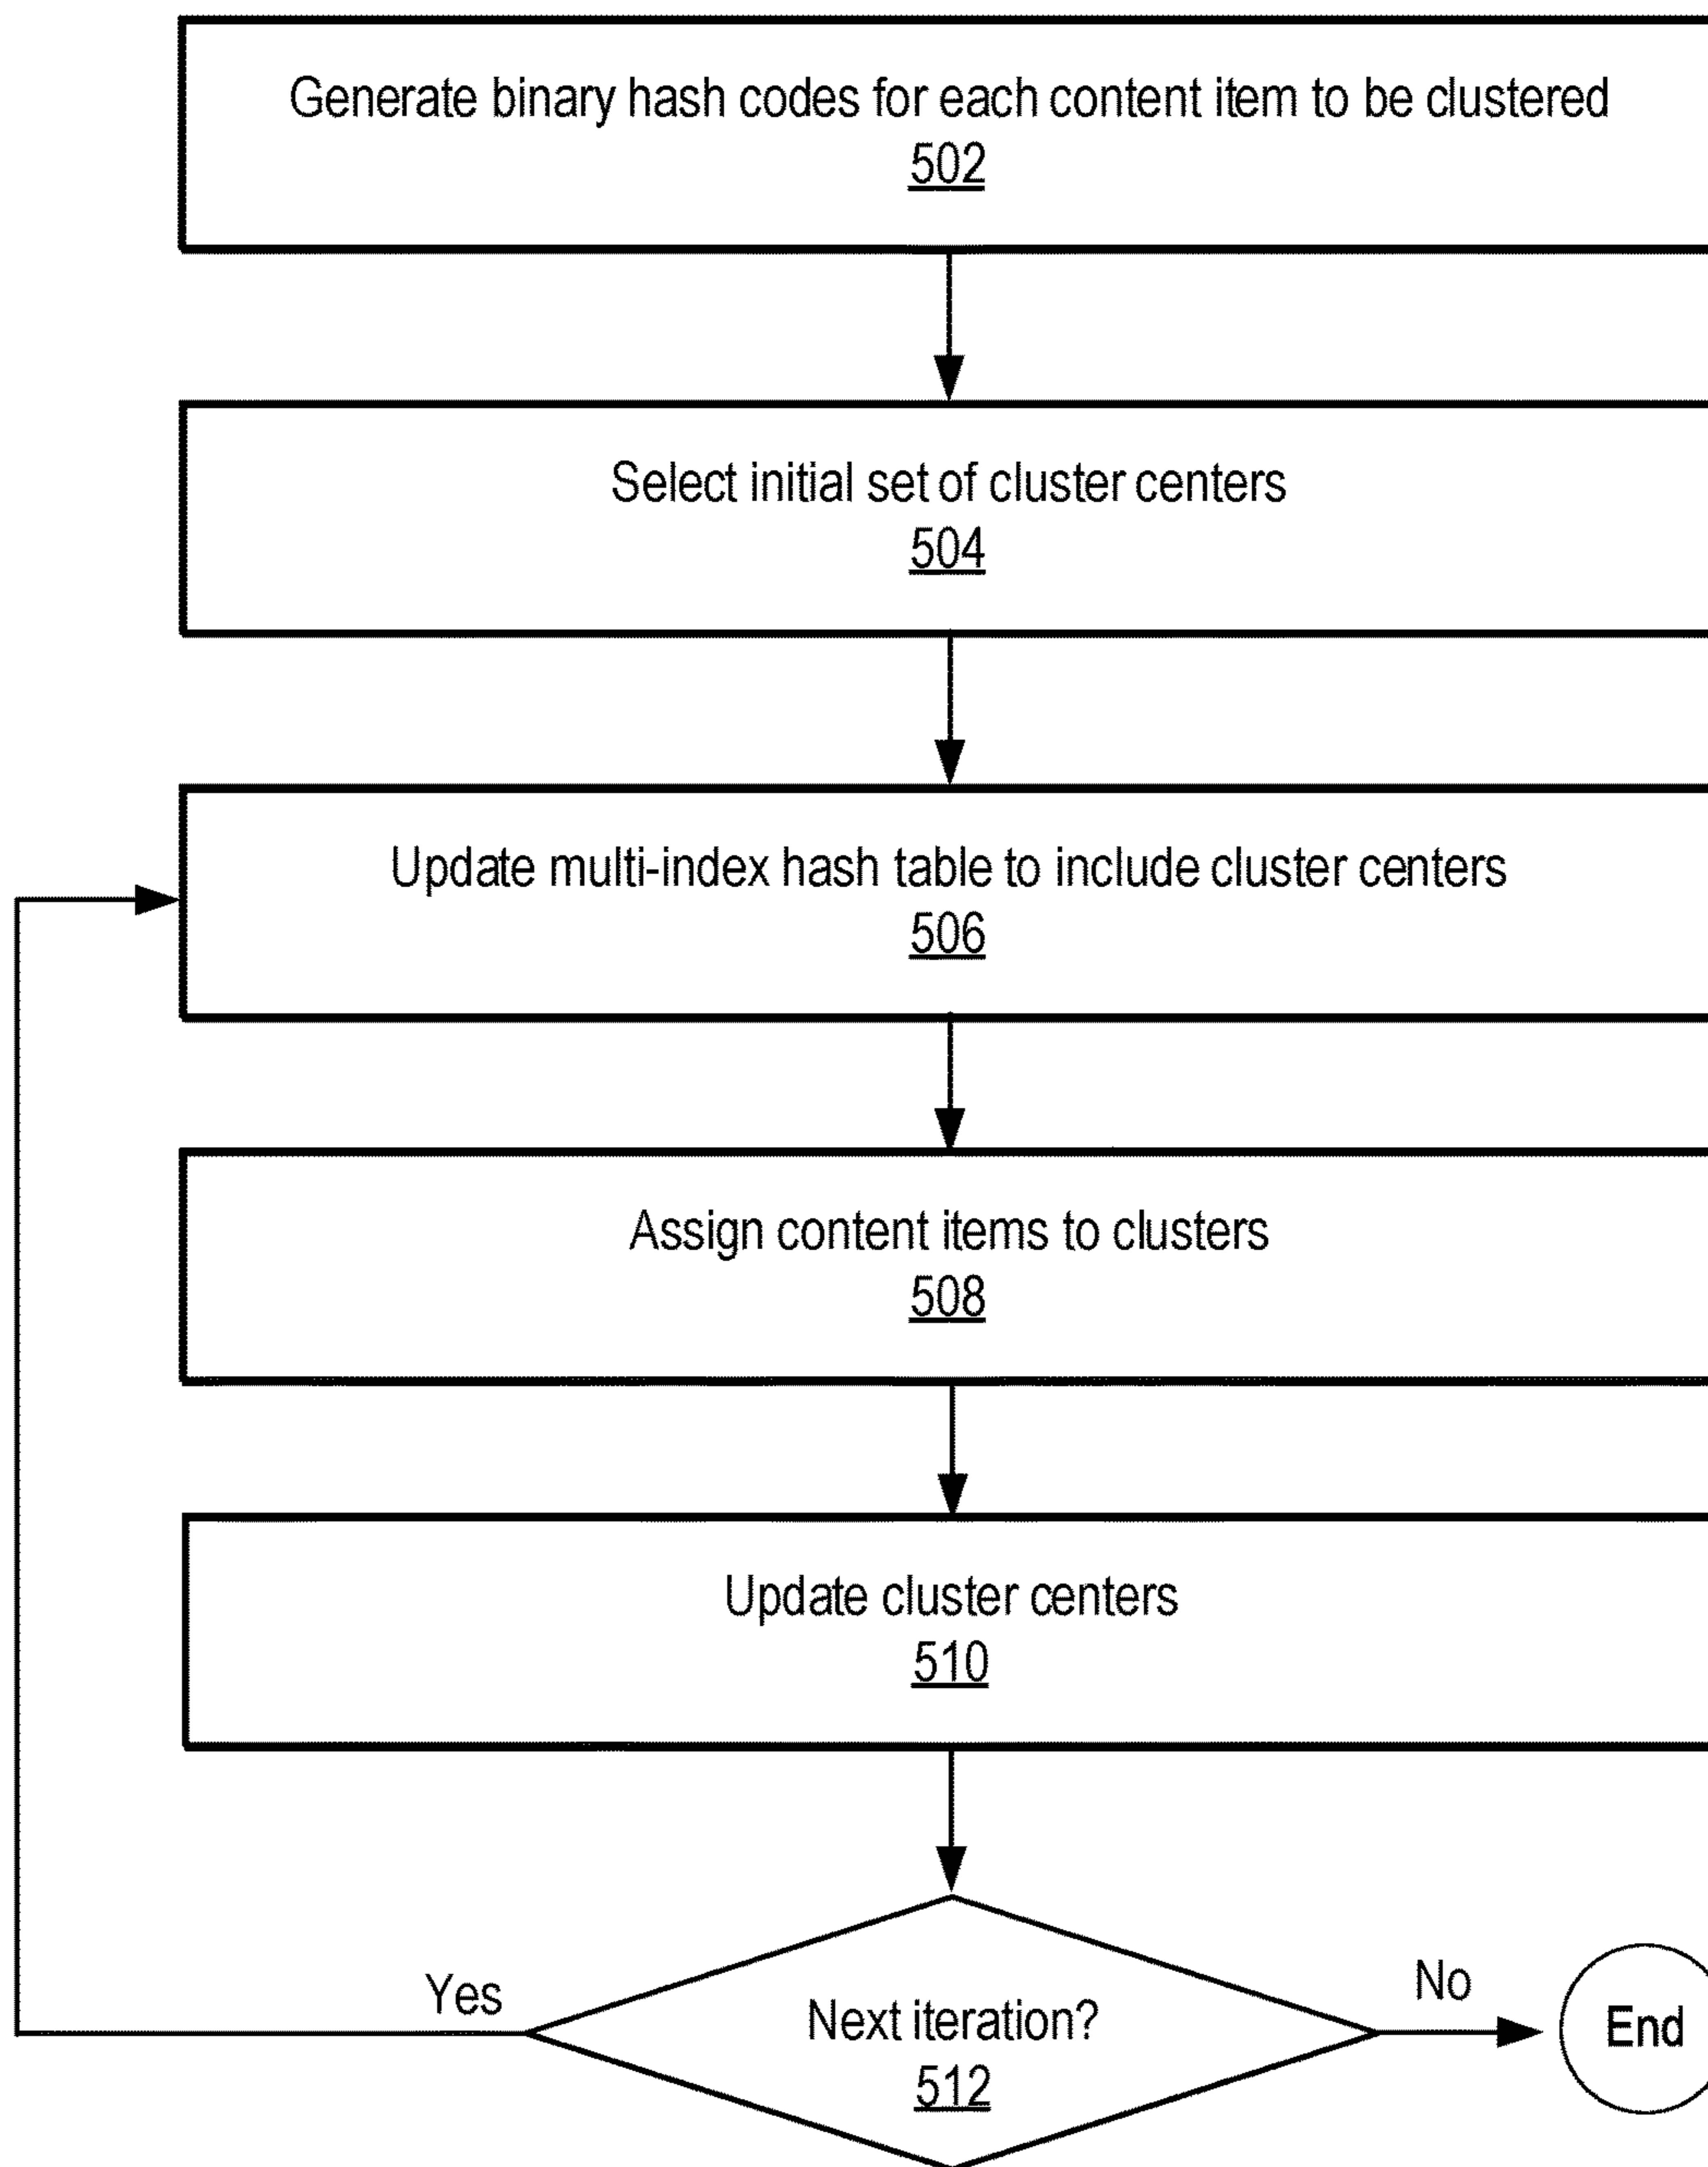 Generate binary hash codes for each content item to be clustered
502
Select initial set of cluster centers
504
Update multi-index hash table to include cluster centers
506
Assign content items to clusters
508
Update cluster centers
510
Yes
Next iteration?
512
No
End